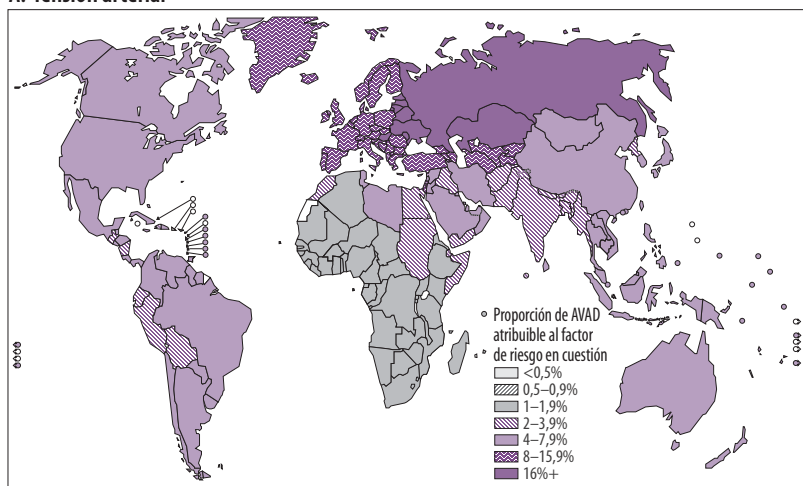 A. Tensión arterial
Proporción de AVAD
atribuible al factor
de riesgo en cuestión
<0,5%
0,5–0,9%
1–1,9%
2–3,9%
4–7,9%
8–15,9%
16%+